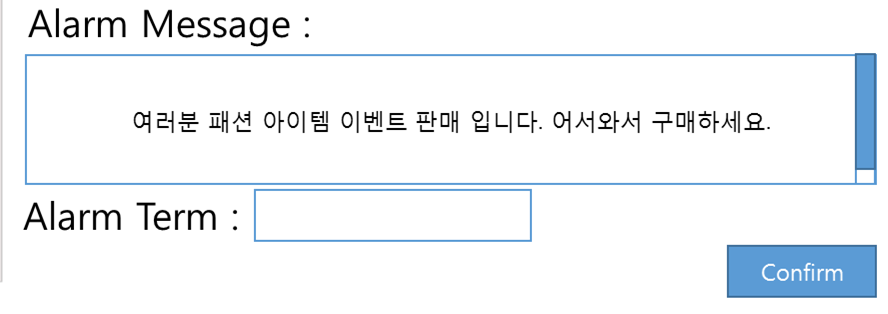 Alarm Message :
여러분 패션 아이템 이벤트 판매 입니다. 어서와서 구매하세요.
Alarm Term :
Confirm